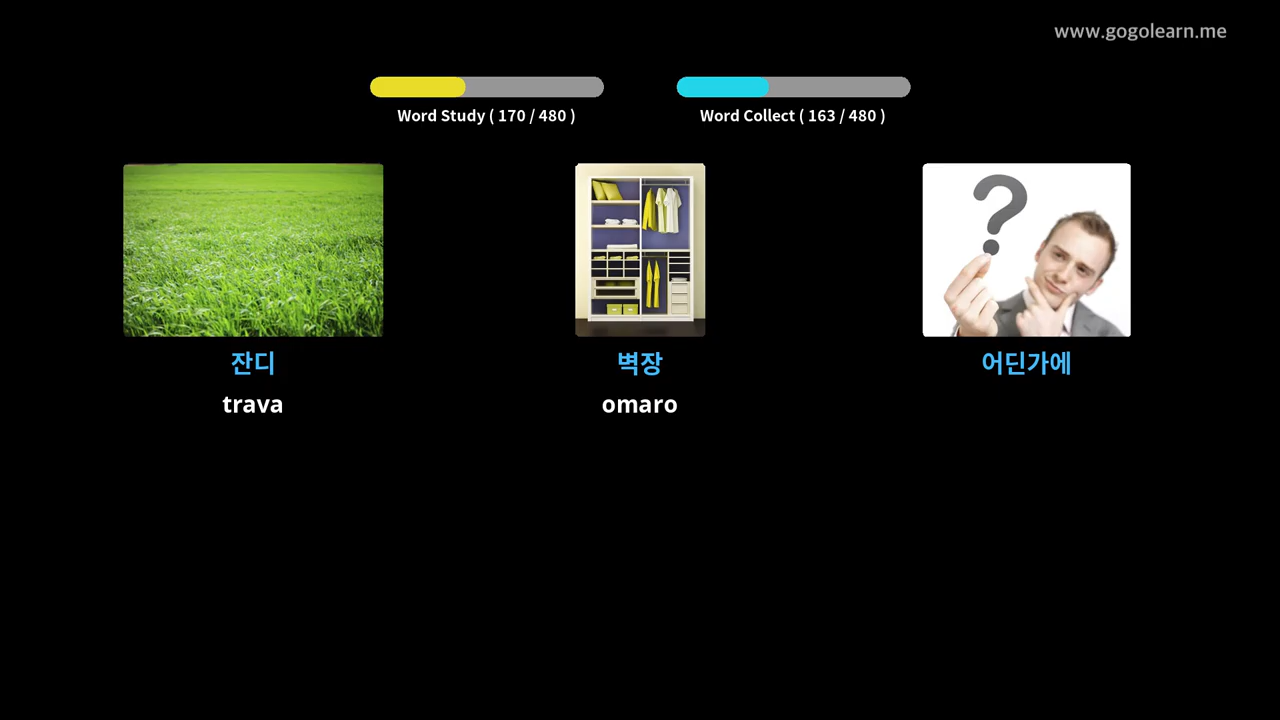 www.gogolearn.me
Word Study ( 170 / 480 )
Word Collect ( 163 / 480 )
잔디
벽장
어딘가에
trava
omaro